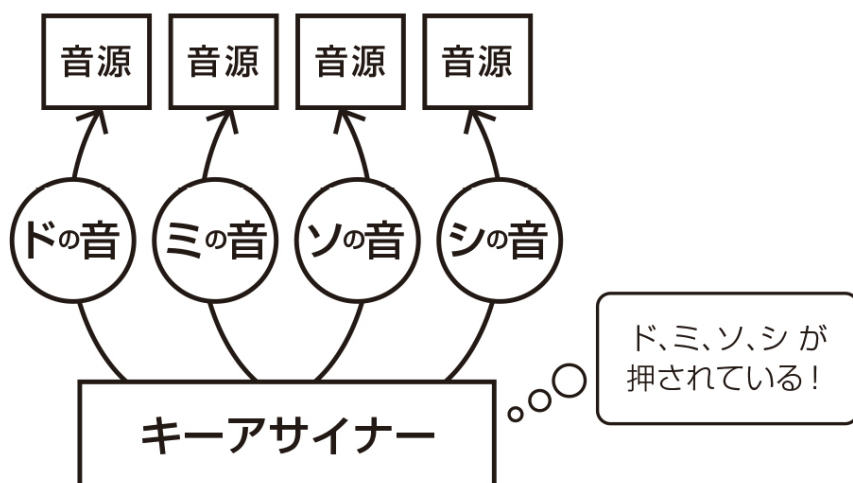 音源 音源 音源 音源
ドの音 ミの音 ソの音 シの音
ド、ミ、ソ、シ が
押されている！
キーアサイナー